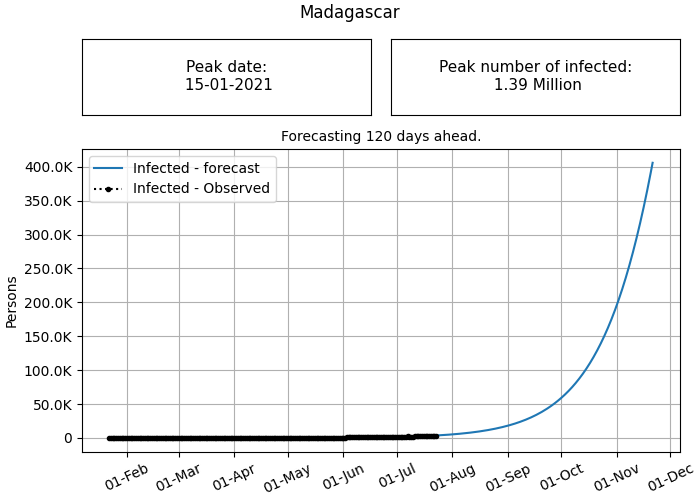 Madagascar
Peak date:
15-01-2021
Peak number of infected:
1.39 Million
Forecasting 120 days ahead.
Infected - forecast
Infected - Observed
Persons
400.0K
350.0K
300.0K
250.0K
200.0K
150.0K
100.0K
50.0K
0
01-Feb
01-Mar
01-Apr
01-May
01-Jun
01-Jul
01-Aug
01-Sep
01-Oct
01-Nov
01-Dec